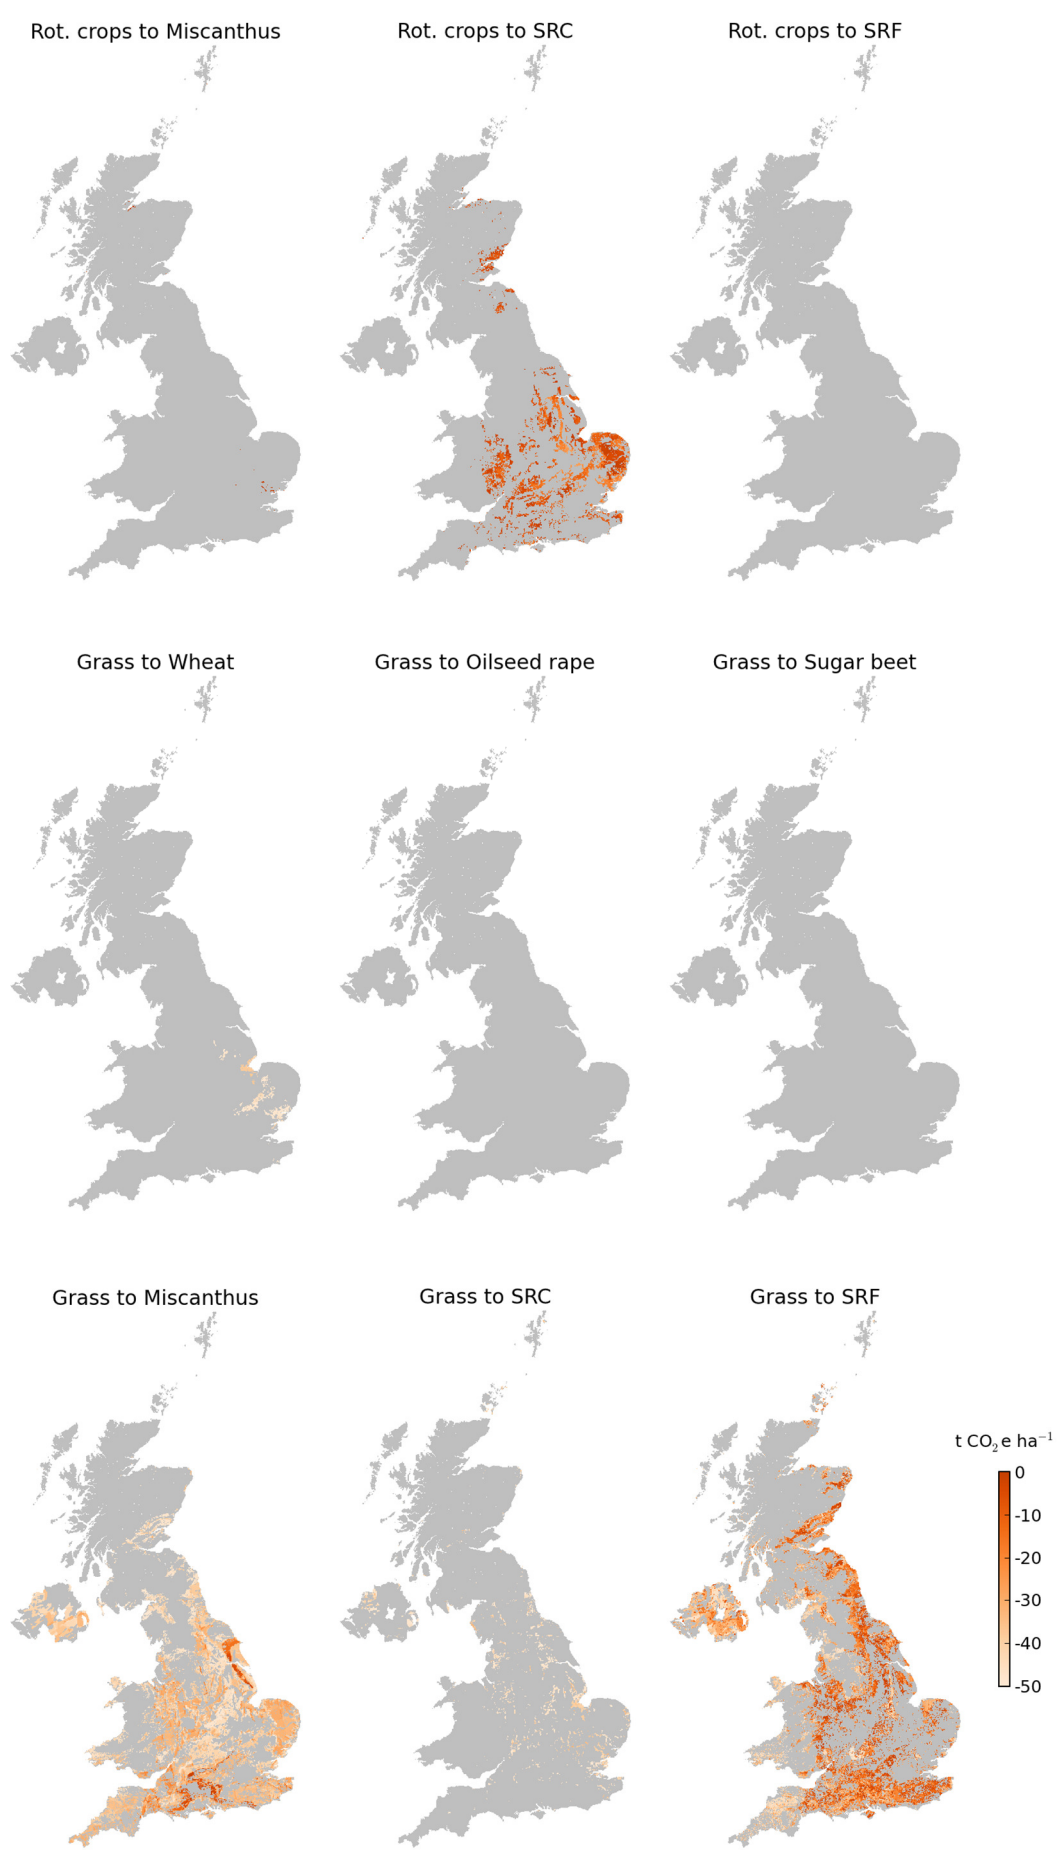 Rot. crops to Miscanthus
Rot. crops to SRC
Rot. crops to SRF
Grass to Wheat
Grass to Oilseed rape
Grass to Sugar beet
Grass to Miscanthus
Grass to SRC
Grass to SRF
t CO₂e ha⁻¹
0
-10
-20
-30
-40
-50